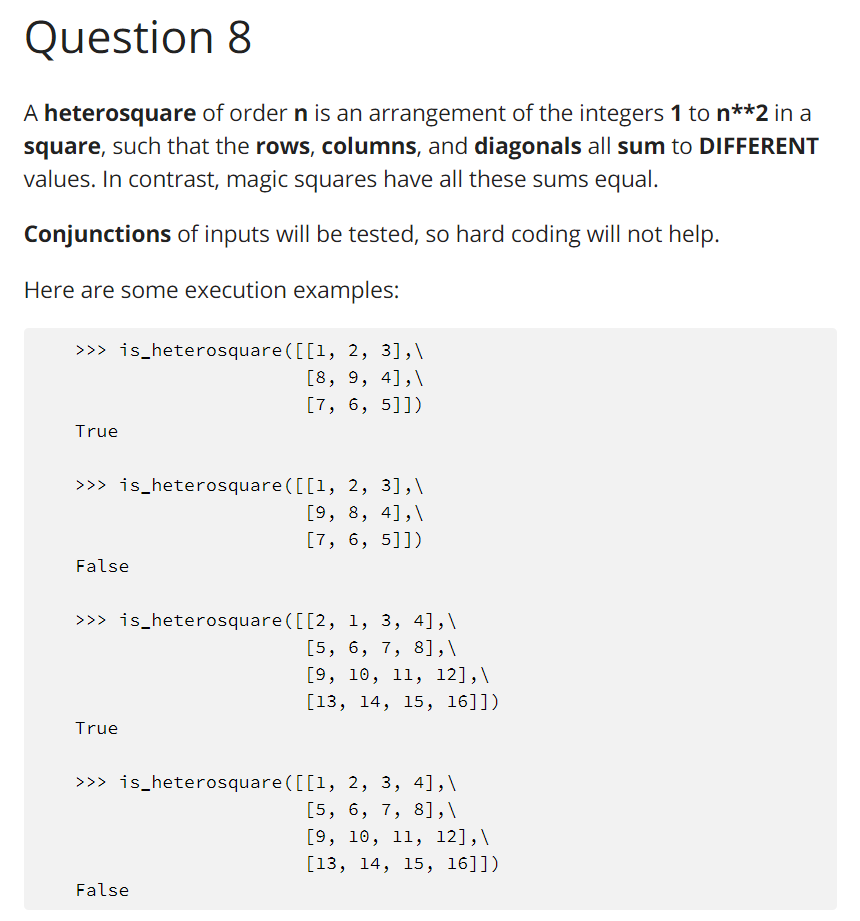 Question 8
A heterosquare of order n is an arrangement of the integers 1 to n**2 in a
square, such that the rows, columns, and diagonals all sum to DIFFERENT
values. In contrast, magic squares have all these sums equal.
Conjunctions of inputs will be tested, so hard coding will not help.
Here are some execution examples:
>>> is_heterosquare([[1, 2, 3],\
[8, 9, 4],\
[7, 6, 5]])
True
>>> is_heterosquare([[1, 2, 3],\
[9, 8, 4],\
[7, 6, 5]])
False
>>> is_heterosquare([[2, 1, 3, 4],\
[5, 6, 7, 8],\
[9, 10, 11, 12],\
[13, 14, 15, 16]])
True
>>> is_heterosquare([[1, 2, 3, 4],\
[5, 6, 7, 8],\
[9, 10, 11, 12],\
[13, 14, 15, 16]])
False